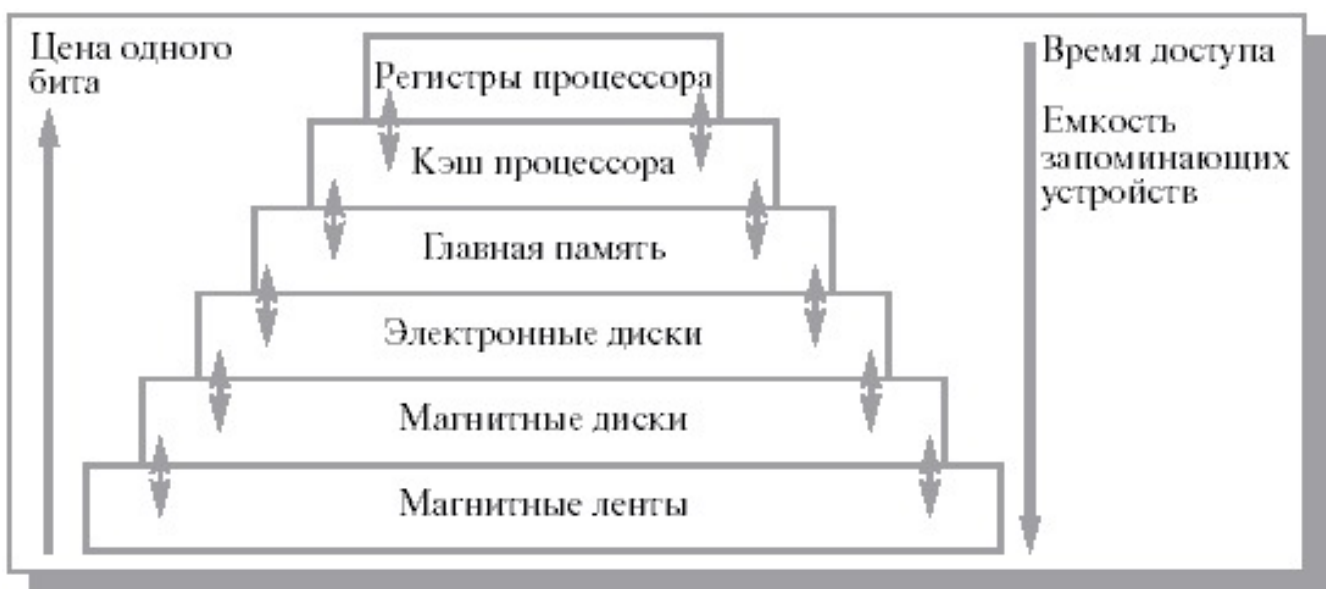 Цена одного
бита
Регистры процессора
Кэш процессора
Главная память
Электронные диски
Магнитные диски
Магнитные ленты
Время доступа
Емкость
запоминающих
устройств